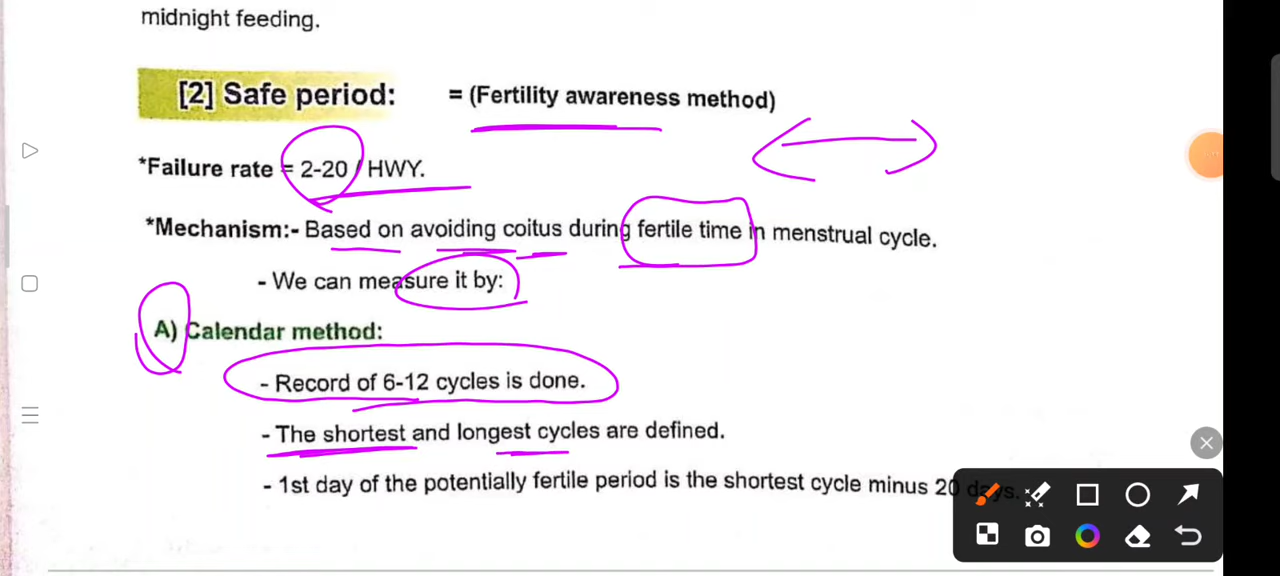 midnight feeding.
[2] Safe period: = (Fertility awareness method)
*Failure rate = 2-20 / HWY.
*Mechanism:- Based on avoiding coitus during fertile time in menstrual cycle.
- We can measure it by:
A) Calendar method:
- Record of 6-12 cycles is done.
- The shortest and longest cycles are defined.
- 1st day of the potentially fertile period is the shortest cycle minus 20 days.